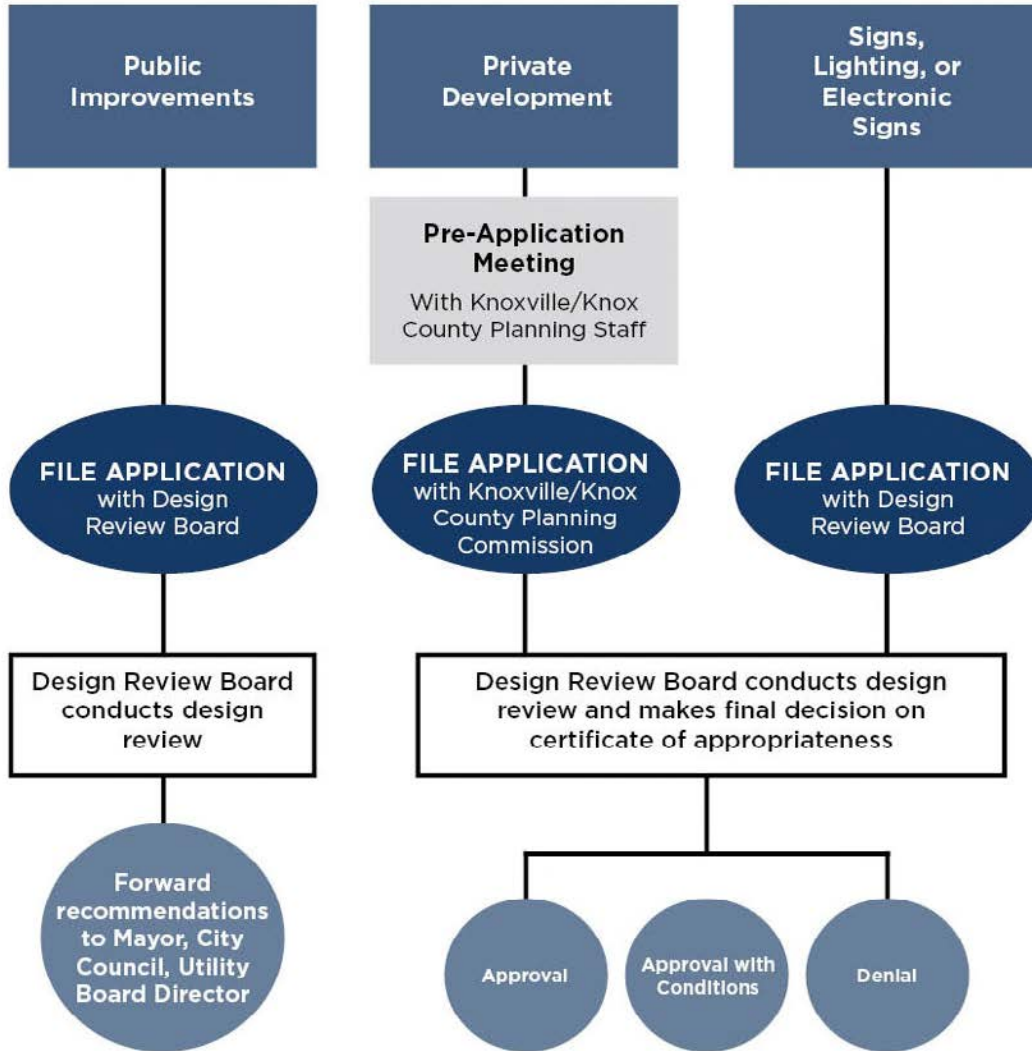 Public
Improvements
Private
Development
Signs,
Lighting, or
Electronic
Signs
Pre-Application
Meeting
With Knoxville/Knox
County Planning Staff
FILE APPLICATION
with Design
Review Board
FILE APPLICATION
with Knoxville/Knox
County Planning
Commission
FILE APPLICATION
with Design
Review Board
Design Review Board
conducts design
review
Design Review Board conducts design
review and makes final decision on
certificate of appropriateness
Forward
recommendations
to Mayor, City
Council, Utility
Board Director
Approval
Approval with
Conditions
Denial